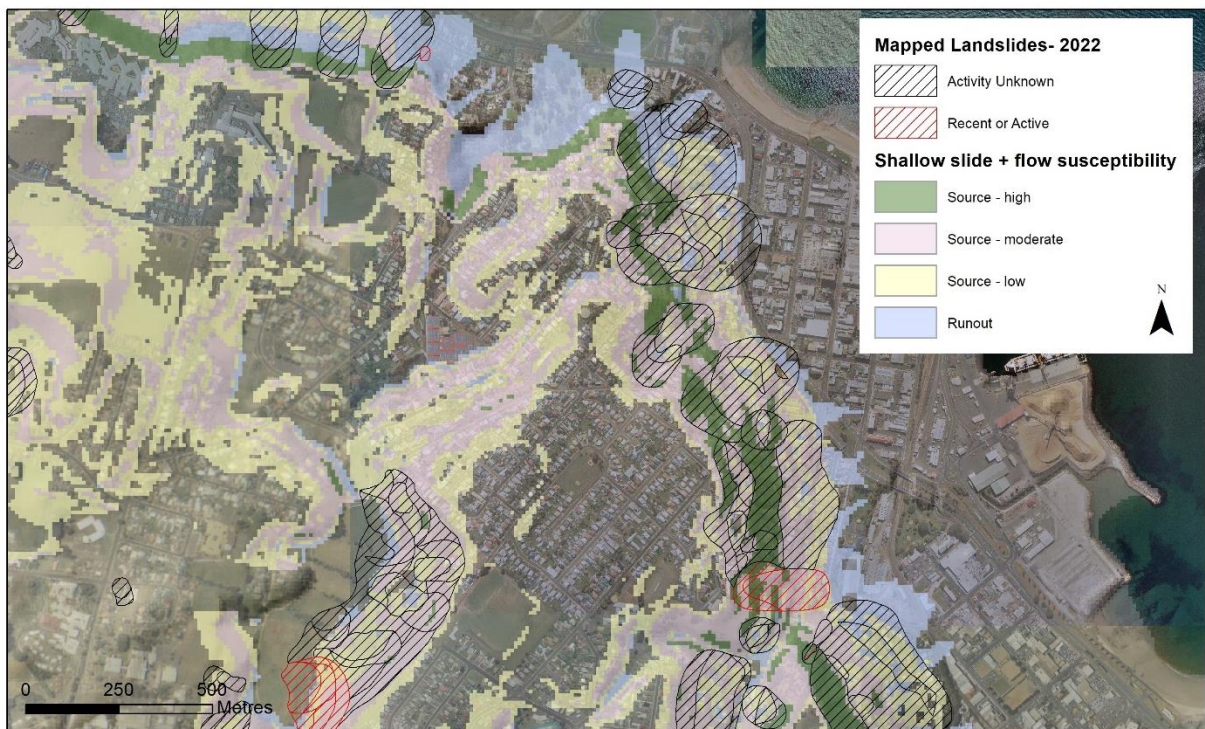 Mapped Landslides- 2022
Activity Unknown
Recent or Active
Shallow slide + flow susceptibility
Source - high
Source - moderate
Source - low
Runout
N
0 250 500
Metres